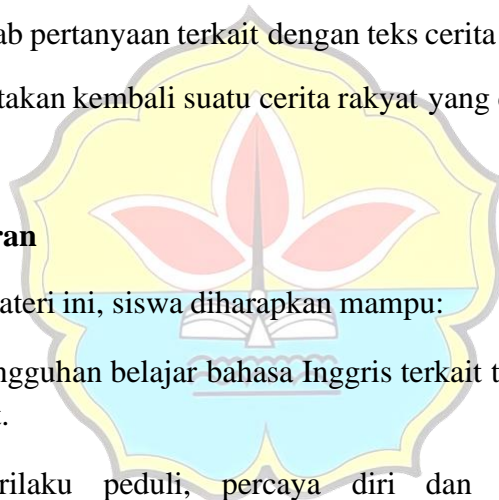 ab pertanyaan terkait dengan teks cerita
takan kembali suatu cerita rakyat yang
ran
ateri ini, siswa diharapkan mampu:
ngguhan belajar bahasa Inggris terkait t
rilaku peduli, percaya diri dan